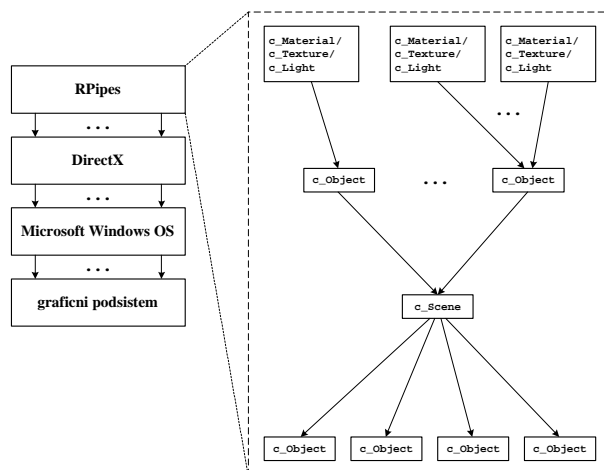 RPipes
...
DirectX
...
Microsoft Windows OS
...
graficni podsistem
c_Material/
c_Texture/
c_Light
c_Material/
c_Texture/
c_Light
c_Material/
c_Texture/
c_Light
...
c_Object
...
c_Object
c_Scene
c_Object
c_Object
c_Object
c_Object